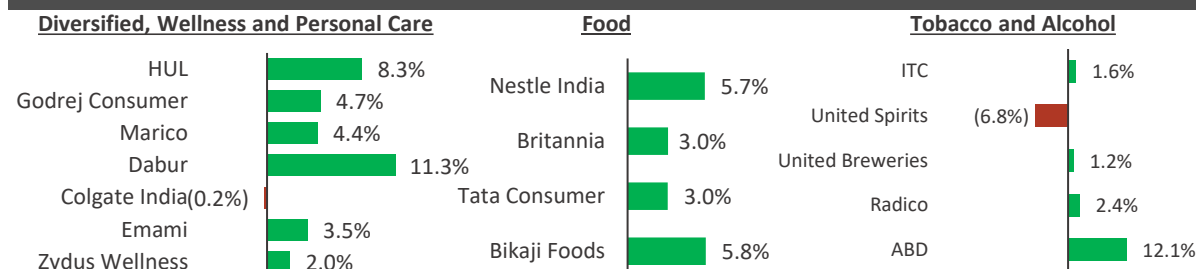 Diversified, Wellness and Personal Care
HUL 8.3%
Godrej Consumer 4.7%
Marico 4.4%
Dabur 11.3%
Colgate India (0.2%)
Emami 3.5%
Zydus Wellness 2.0%
Food
Nestle India 5.7%
Britannia 3.0%
Tata Consumer 3.0%
Bikaji Foods 5.8%
Tobacco and Alcohol
ITC 1.6%
United Spirits (6.8%)
United Breweries 1.2%
Radico 2.4%
ABD 12.1%